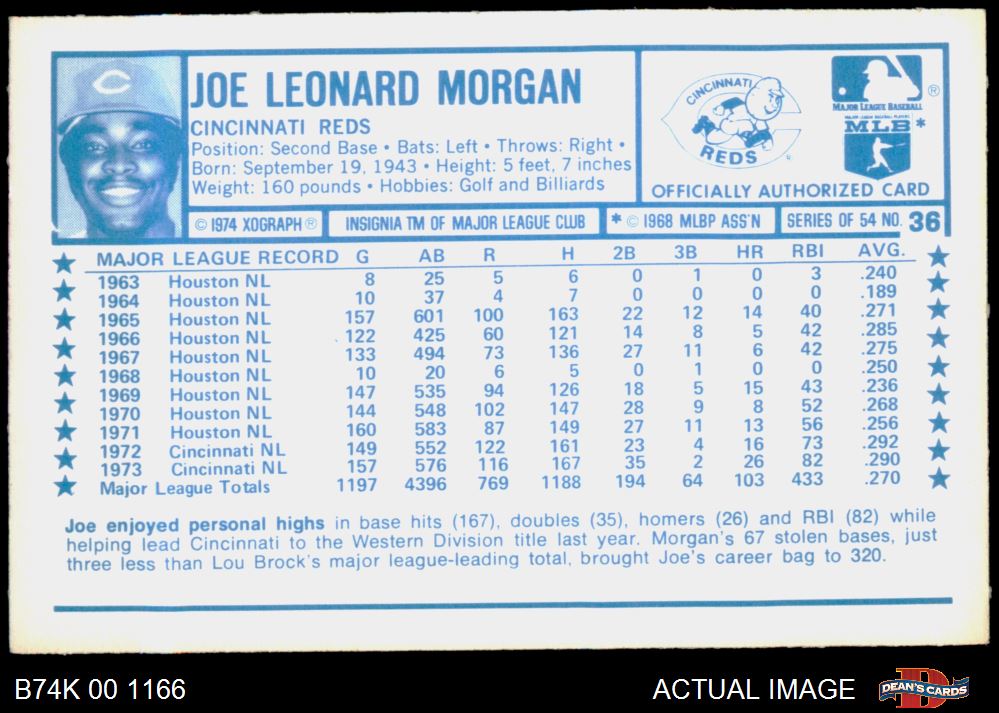 C
JOE LEONARD MORGAN
CINCINNATI REDS
Position: Second Base • Bats: Left • Throws: Right •
Born: September 19, 1943 • Height: 5 feet, 7 inches
Weight: 160 pounds • Hobbies: Golf and Billiards
CINCINNATI
REDS
®
MAJOR LEAGUE BASEBALL
MAJOR LEAGUE BASEBALL PLAYERS
MLB *
OFFICIALLY AUTHORIZED CARD
© 1974 XOGRAPH ® INSIGNIA TM OF MAJOR LEAGUE CLUB * © 1968 MLBP ASS'N SERIES OF 54 NO. 36
MAJOR LEAGUE RECORD G AB R H 2B 3B HR RBI AVG.
1963 Houston NL 8 25 5 6 0 1 0 3 .240
1964 Houston NL 10 37 4 7 0 0 0 0 .189
1965 Houston NL 157 601 100 163 22 12 14 40 .271
1966 Houston NL 122 425 60 121 14 8 5 42 .285
1967 Houston NL 133 494 73 136 27 11 6 42 .275
1968 Houston NL 10 20 6 5 0 1 0 0 .250
1969 Houston NL 147 535 94 126 18 5 15 43 .236
1970 Houston NL 144 548 102 147 28 9 8 52 .268
1971 Houston NL 160 583 87 149 27 11 13 56 .256
1972 Cincinnati NL 149 552 122 161 23 4 16 73 .292
1973 Cincinnati NL 157 576 116 167 35 2 26 82 .290
Major League Totals 1197 4396 769 1188 194 64 103 433 .270
Joe enjoyed personal highs in base hits (167), doubles (35), homers (26) and RBI (82) while
helping lead Cincinnati to the Western Division title last year. Morgan's 67 stolen bases, just
three less than Lou Brock's major league-leading total, brought Joe's career bag to 320.
B74K 00 1166
ACTUAL IMAGE
DEAN'S CARDS